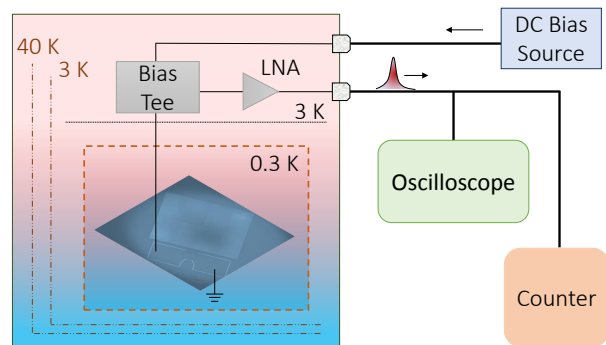 40 K
3 K
Bias
Tee
LNA
DC Bias
Source
3 K
0.3 K
Oscilloscope
Counter